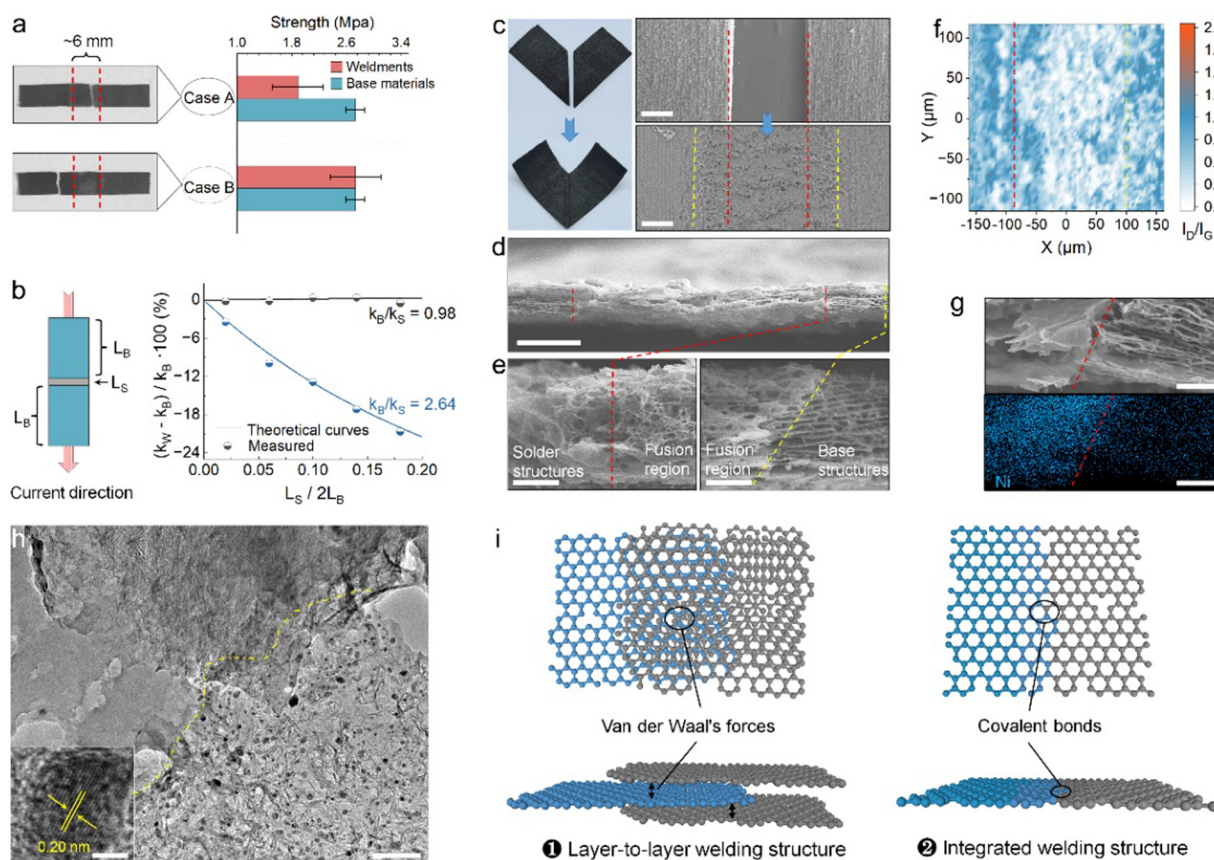 a
~6 mm
Strength (Mpa)
1.0 1.8 2.6 3.4
Weldments
Base materials
Case A
Case B
b
L_B
L_S
L_B
Current direction
(k_W - k_B) / k_B ·100 (%)
0
-6
-12
-18
-24
k_B/k_S = 0.98
k_B/k_S = 2.64
Theoretical curves
Measured
0.00 0.05 0.10 0.15 0.20
L_S / 2L_B
c
d
e
Solder structures
Fusion region
Fusion region
Base structures
f
Y (μm)
100
50
0
-50
-100
-150 -100 -50 0 50 100 150
X (μm)
I_D/I_G
g
Ni
h
0.20 nm
i
Van der Waal's forces
Covalent bonds
❶ Layer-to-layer welding structure
❷ Integrated welding structure